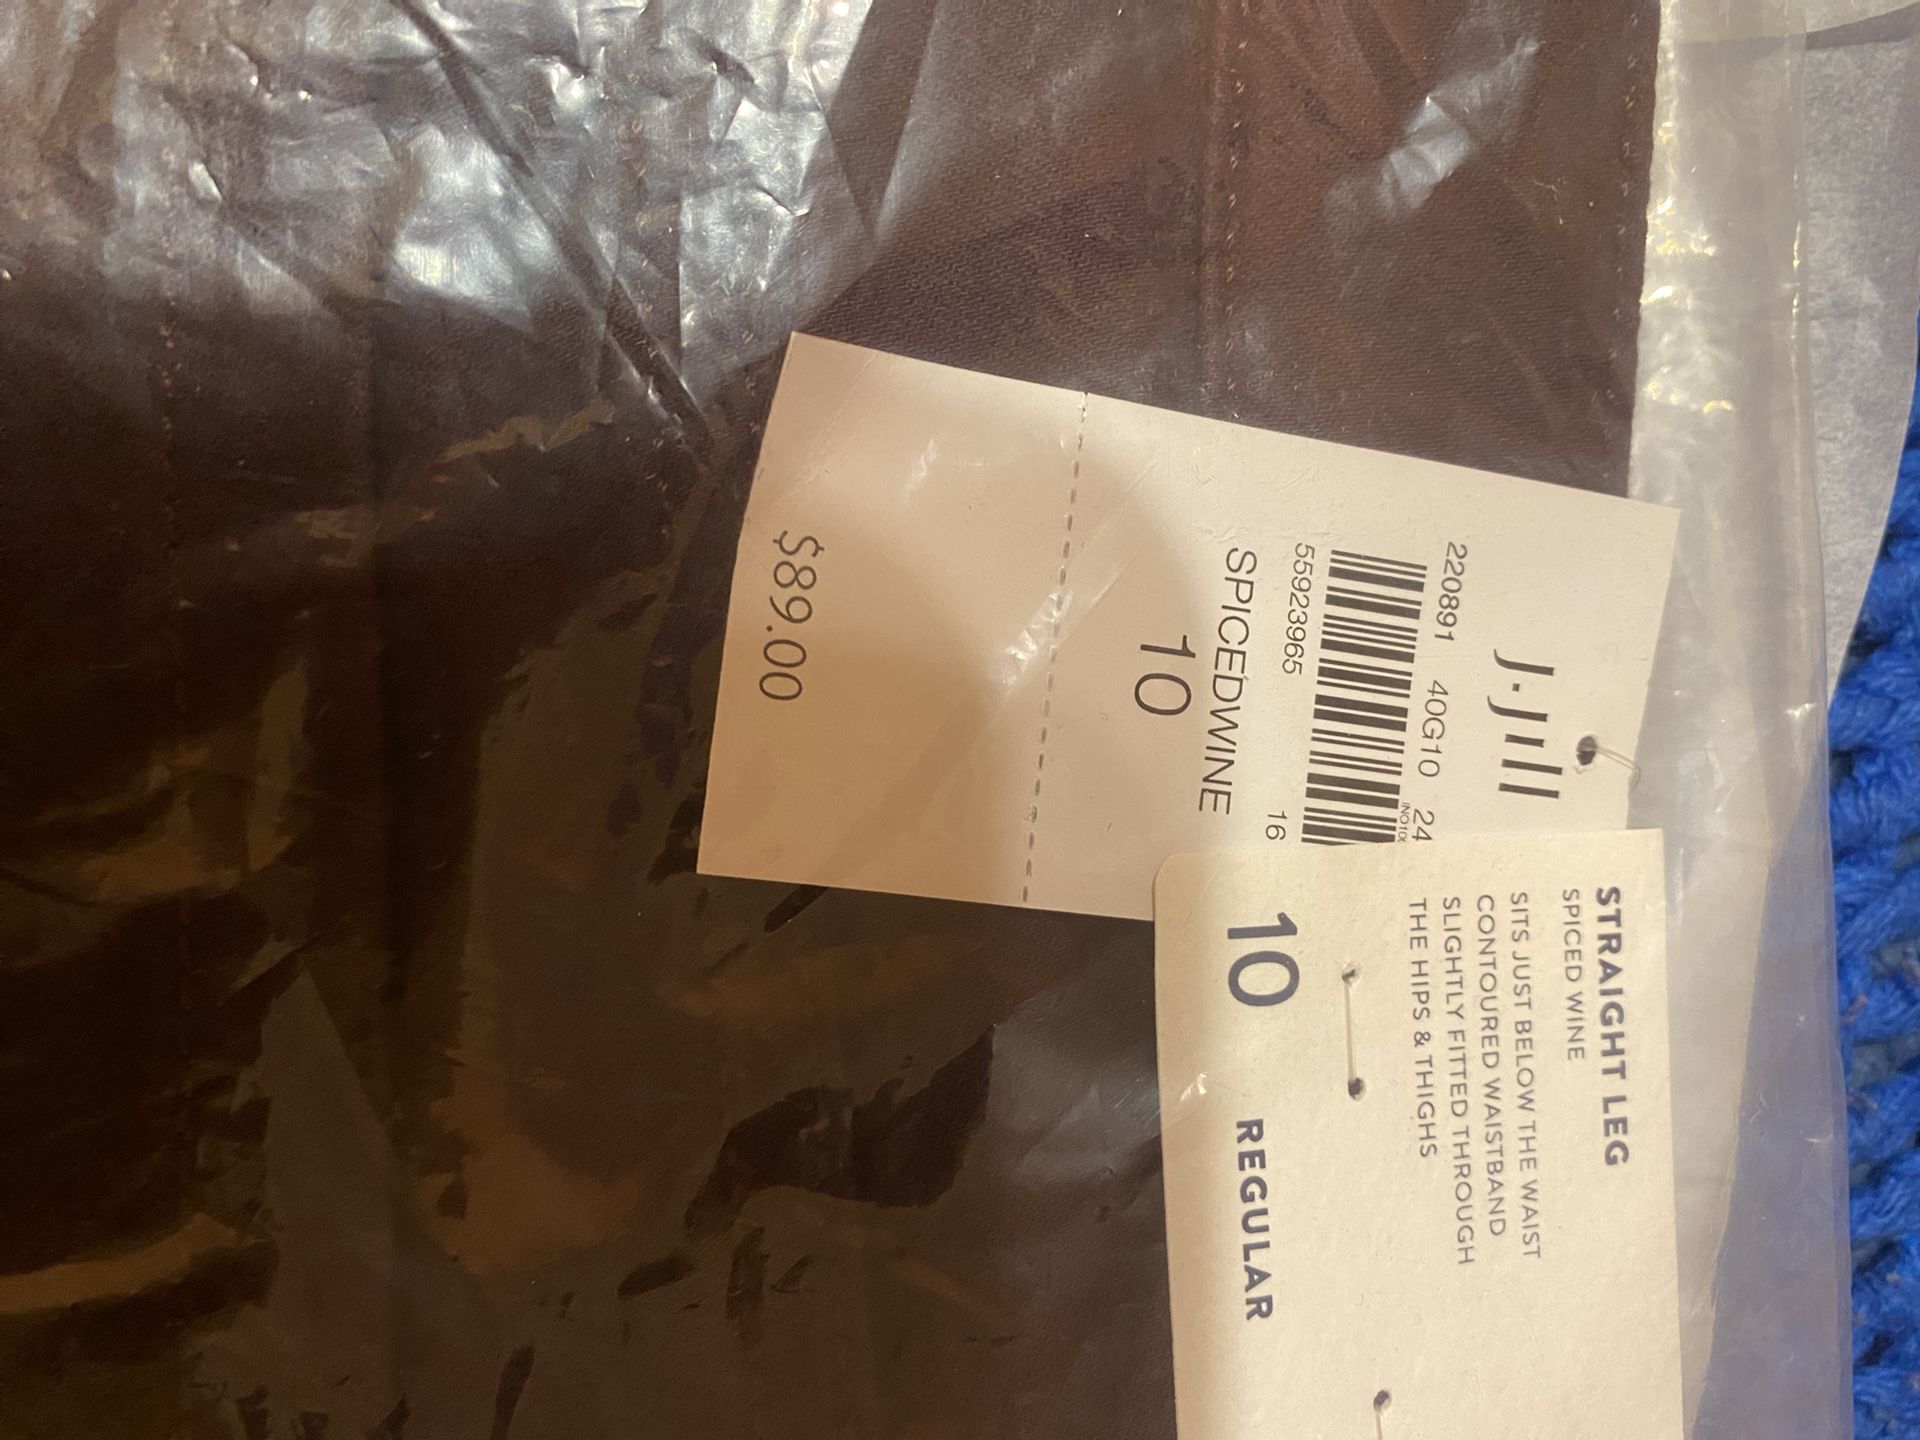 J.Jill
220891 40G10 24
55923965 16
SPICEDWINE
10
$89.00
STRAIGHT LEG
SPICED WINE
SITS JUST BELOW THE WAIST
CONTOURED WAISTBAND
SLIGHTLY FITTED THROUGH
THE HIPS & THIGHS
10 REGULAR